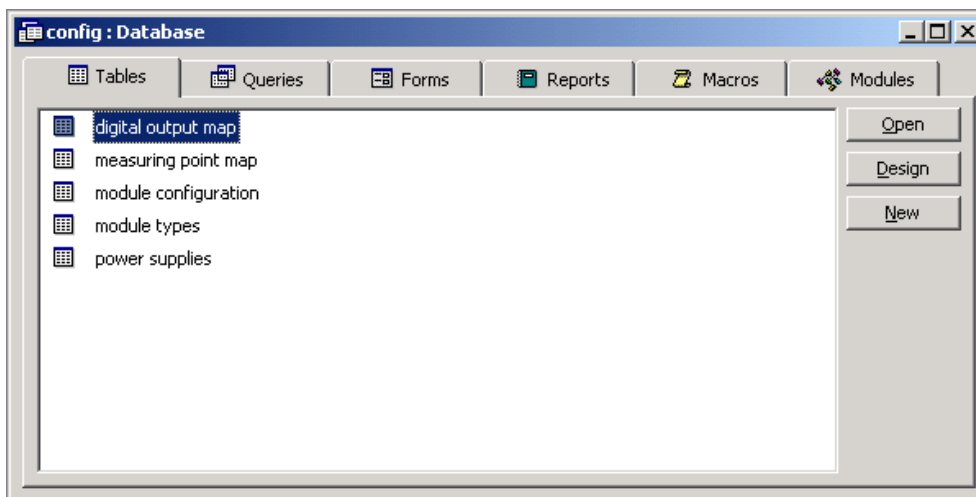 config : Database
Tables Queries Forms Reports Macros Modules
digital output map
measuring point map
module configuration
module types
power supplies
Open
Design
New